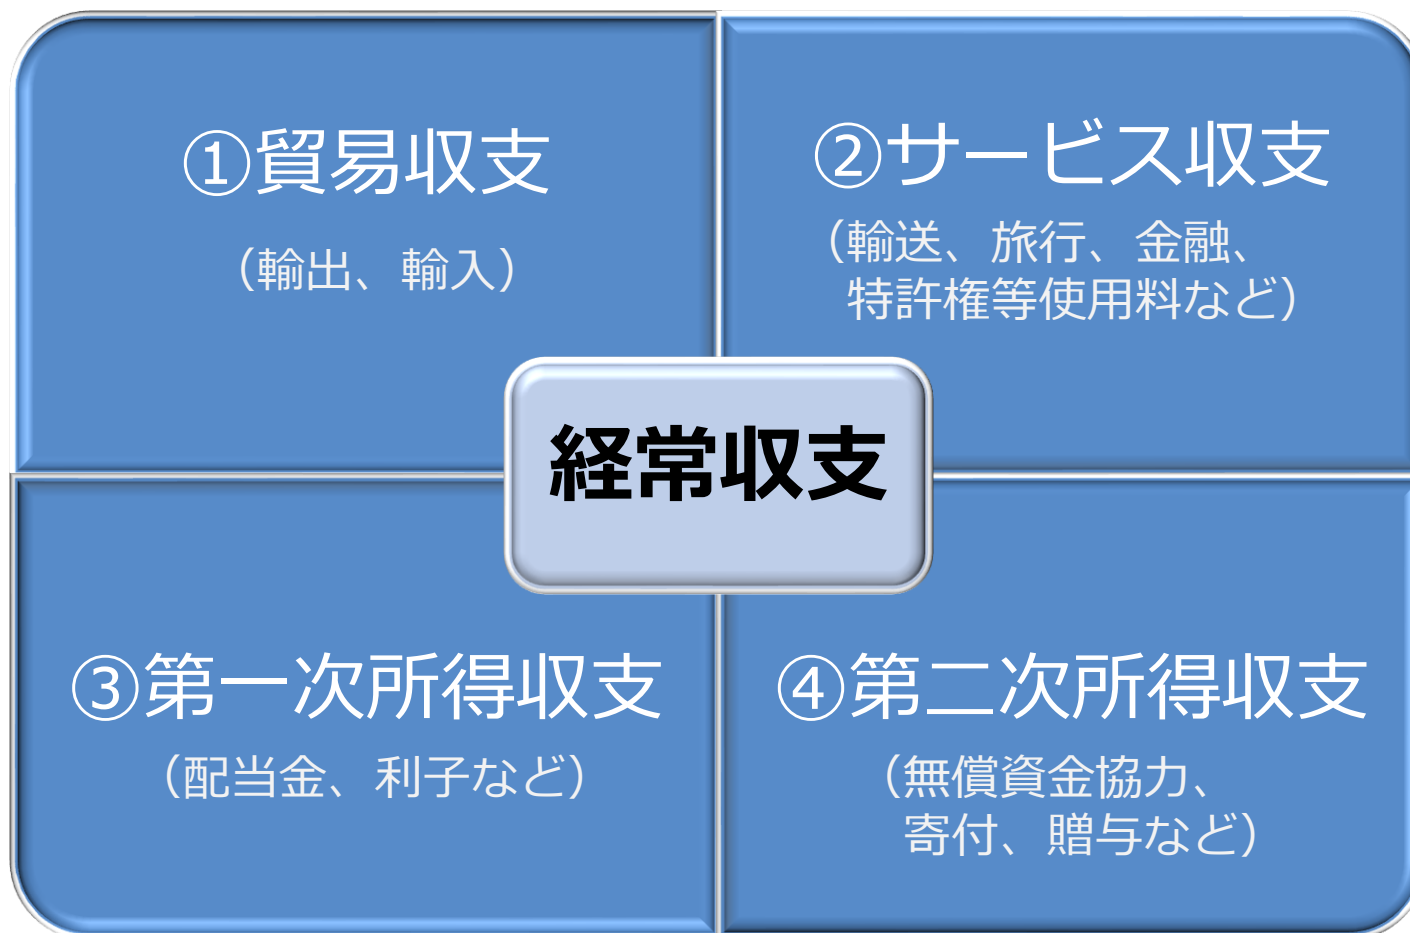 ①貿易収支
（輸出、輸入）
②サービス収支
（輸送、旅行、金融、
特許権等使用料など）
経常収支
③第一次所得収支
（配当金、利子など）
④第二次所得収支
（無償資金協力、
寄付、贈与など）